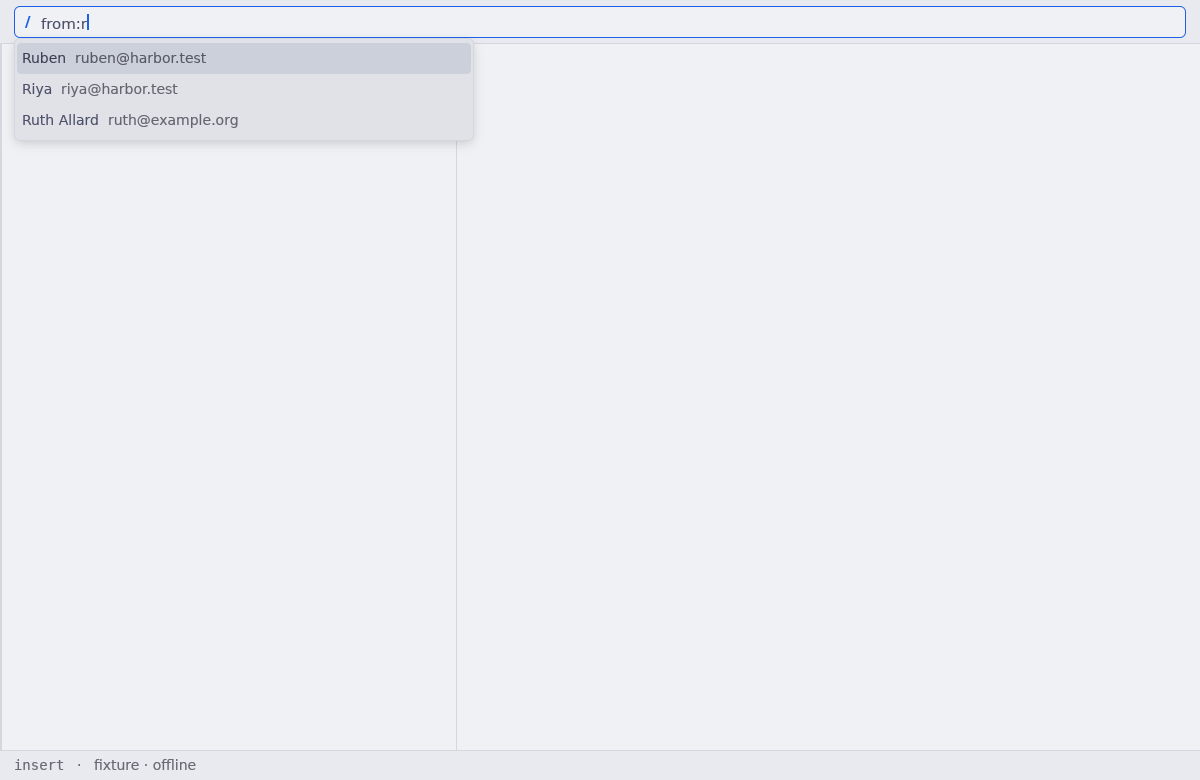 / from:r
Ruben ruben@harbor.test
Riya riya@harbor.test
Ruth Allard ruth@example.org
insert · fixture · offline